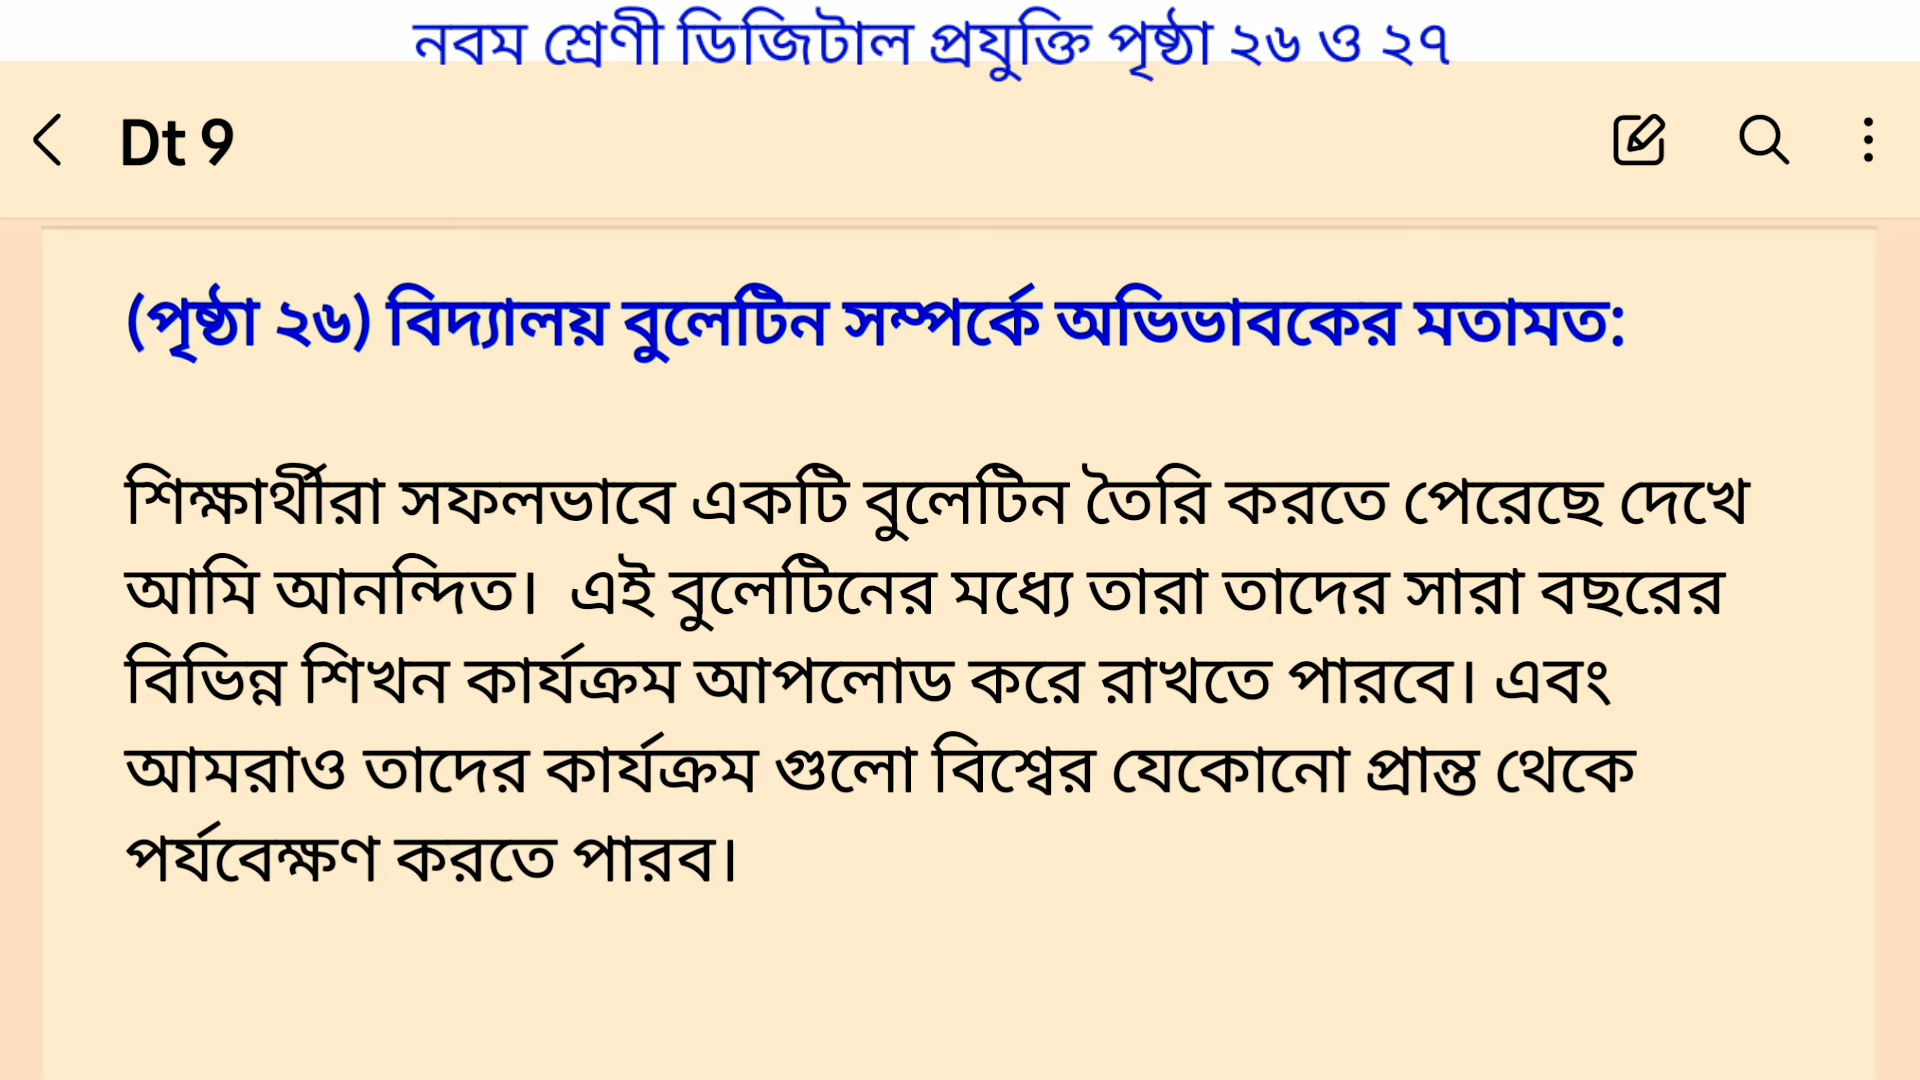 নবম শ্রেণী ডিজিটাল প্রযুক্তি পৃষ্ঠা ২৬ ও ২৭
Dt 9
(পৃষ্ঠা ২৬) বিদ্যালয় বুলেটিন সম্পর্কে অভিভাবকের মতামত:
শিক্ষার্থীরা সফলভাবে একটি বুলেটিন তৈরি করতে পেরেছে দেখে
আমি আনন্দিত। এই বুলেটিনের মধ্যে তারা তাদের সারা বছরের
বিভিন্ন শিখন কার্যক্রম আপলোড করে রাখতে পারবে। এবং
আমরাও তাদের কার্যক্রম গুলো বিশ্বের যেকোনো প্রান্ত থেকে
পর্যবেক্ষণ করতে পারব।